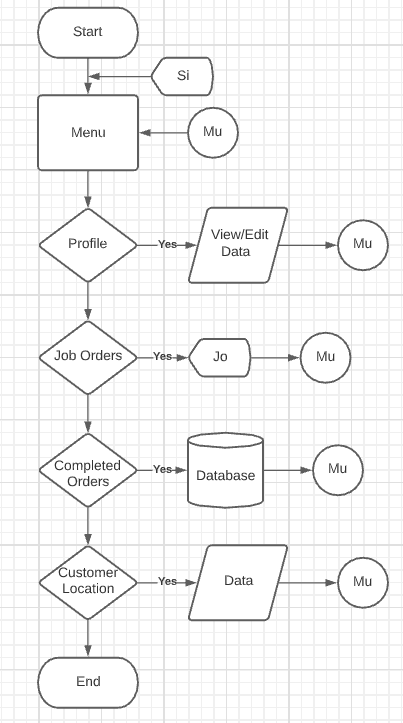 Start
Si
Menu
Mu
Profile
Yes
View/Edit
Data
Mu
Job Orders
Yes
Jo
Mu
Completed
Orders
Yes
Database
Mu
Customer
Location
Yes
Data
Mu
End